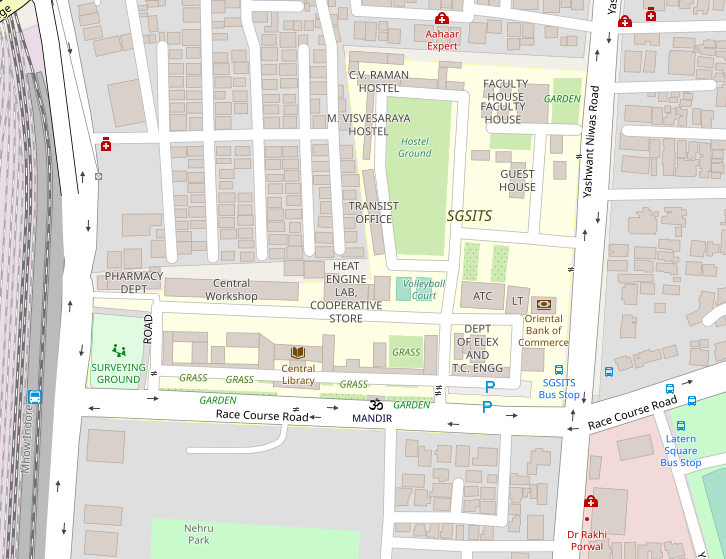 ge
Yas
Aahaar
Expert
C.V. RAMAN
HOSTEL
FACULTY
HOUSE
FACULTY
HOUSE
GARDEN
M. VISVESARAYA
HOSTEL
Hostel
Ground
Yashwant Niwas Road
GUEST
HOUSE
TRANSIST
OFFICE
SGSITS
PHARMACY
DEPT
Central
Workshop
HEAT
ENGINE
LAB,
COOPERATIVE
STORE
Volleyball
Court
ATC
LT
Oriental
Bank of
Commerce
ROAD
DEPT
OF ELEX
AND
T.C. ENGG
SURVEYING
GROUND
GRASS
GRASS
Central
Library
GRASS
GRASS
GARDEN
GARDEN
P
P
SGSITS
Bus Stop
Race Course Road
MANDIR
Race Course Road
Mhow Indore
Latern
Square
Bus Stop
Nehru
Park
Dr Rakhi
Porwal
Y